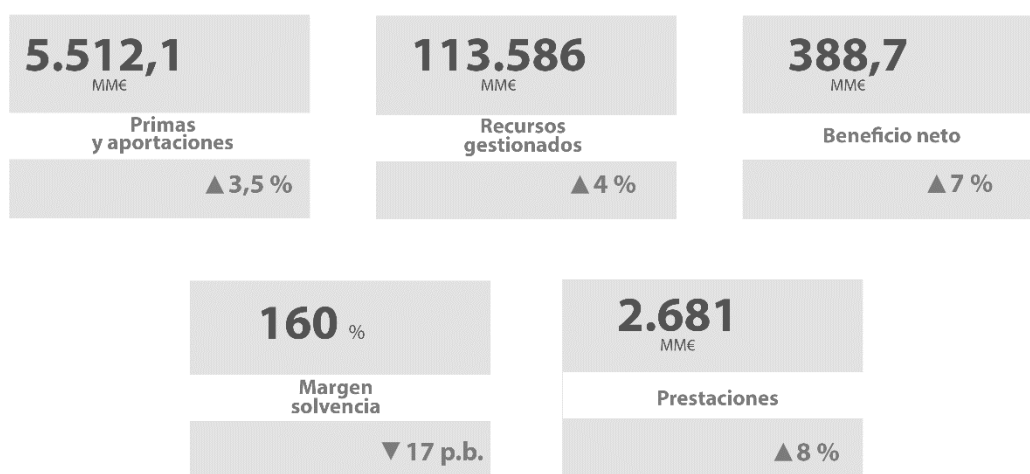 5.512,1
MM€
Primas
y aportaciones
▲ 3,5 %
113.586
MM€
Recursos
gestionados
▲ 4 %
388,7
MM€
Beneficio neto
▲ 7 %
160 %
Margen
solvencia
▼ 17 p.b.
2.681
MM€
Prestaciones
▲ 8 %